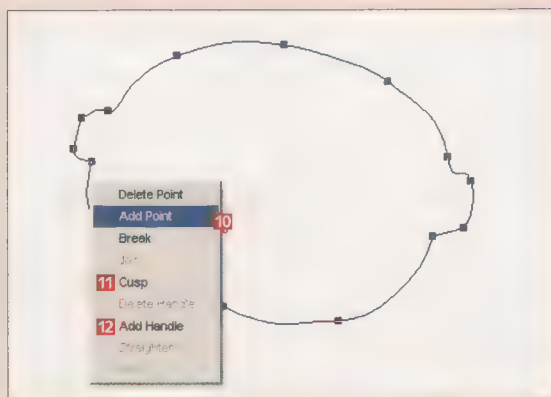 Delete Point
Add Point 10
Break
Join
11 Cusp
Delete Handle
12 Add Handle
Straighten